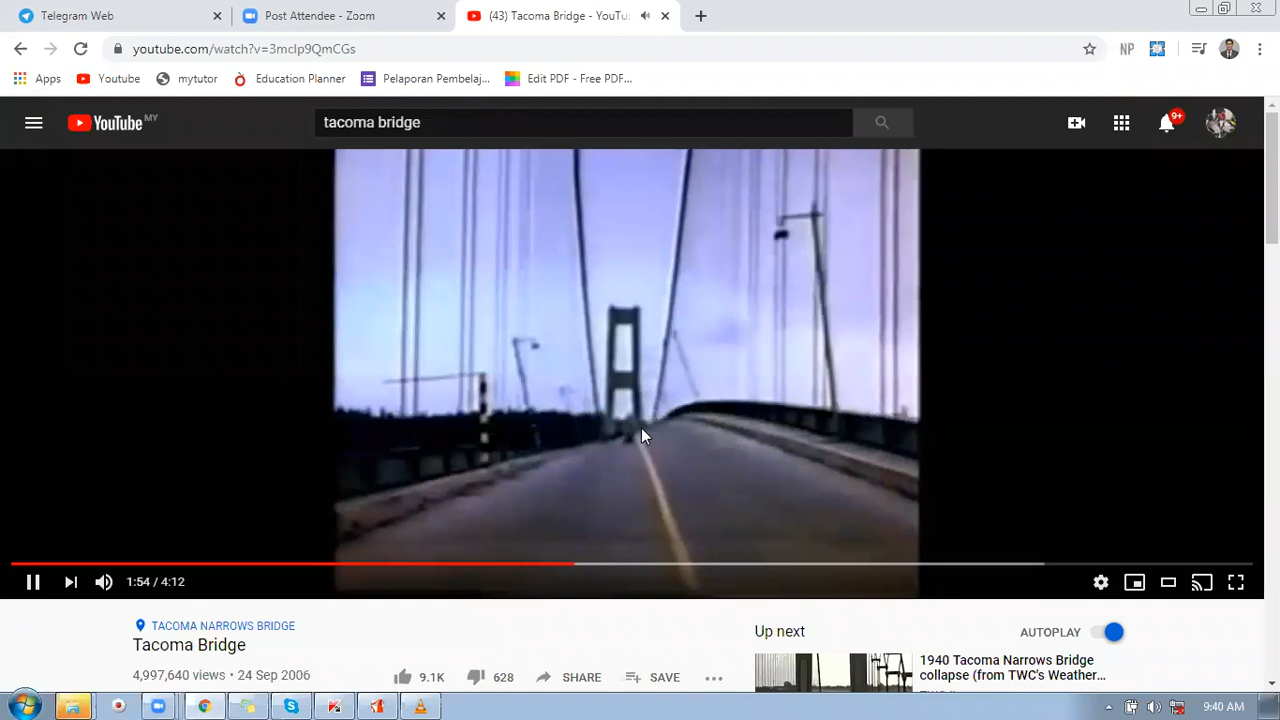 Telegram Web
Post Attendee - Zoom
(43) Tacoma Bridge - YouTu
youtube.com/watch?v=3mclp9QmCGs
NP
Apps
Youtube
mytutor
Education Planner
Pelaporan Pembelaj...
Edit PDF - Free PDF...
YouTube MY
tacoma bridge
9+
1:54 / 4:12
TACOMA NARROWS BRIDGE
Tacoma Bridge
4,997,640 views • 24 Sep 2006
9.1K
628
SHARE
SAVE
Up next
AUTOPLAY
1940 Tacoma Narrows Bridge
collapse (from TWC's Weather...
9:40 AM